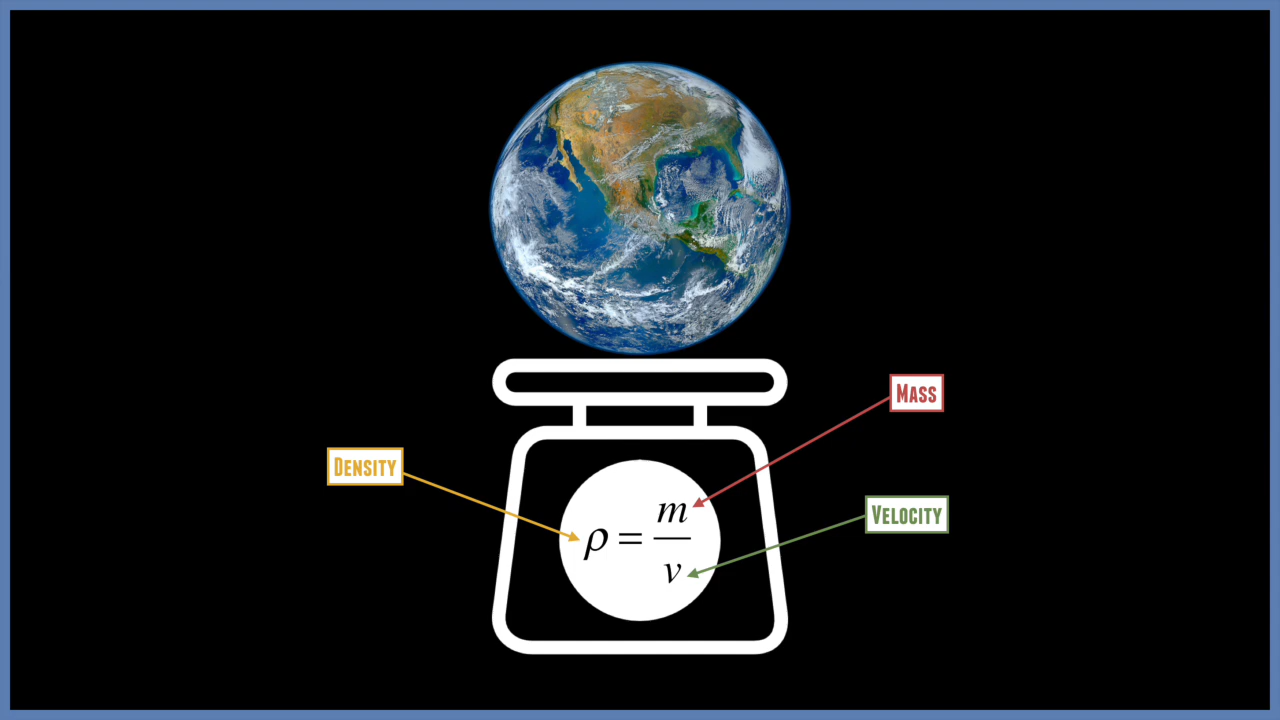 Mass
Density
Velocity
ρ = m/v